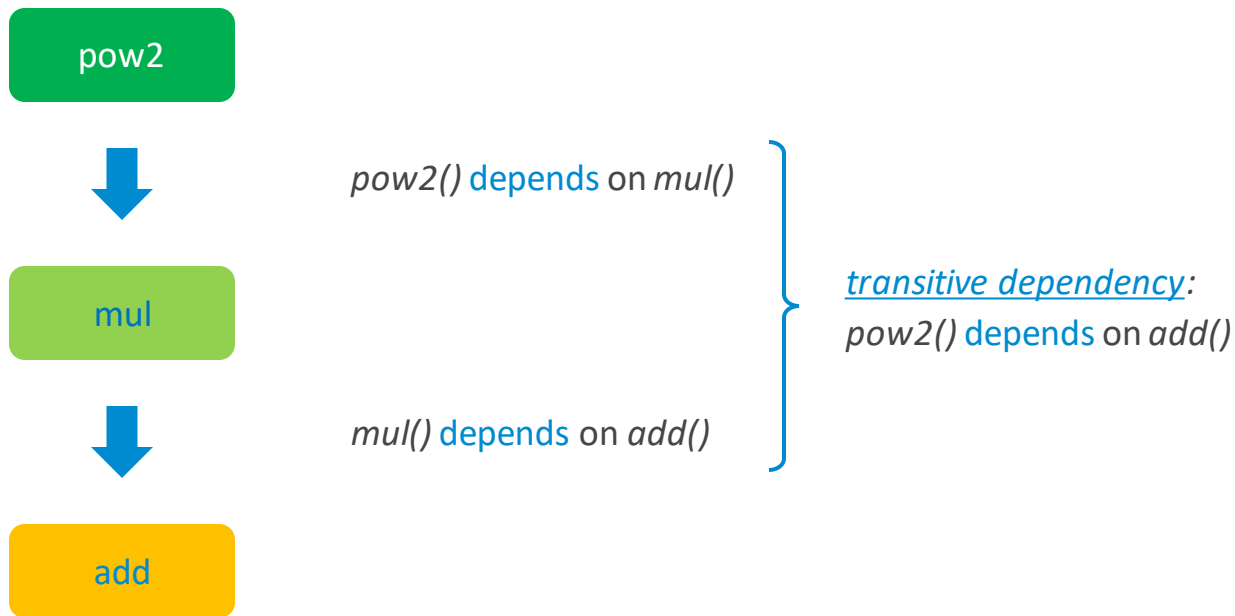 pow2
pow2() depends on mul()
transitive dependency:
mul
pow2() depends on add()
mul() depends on add()
add